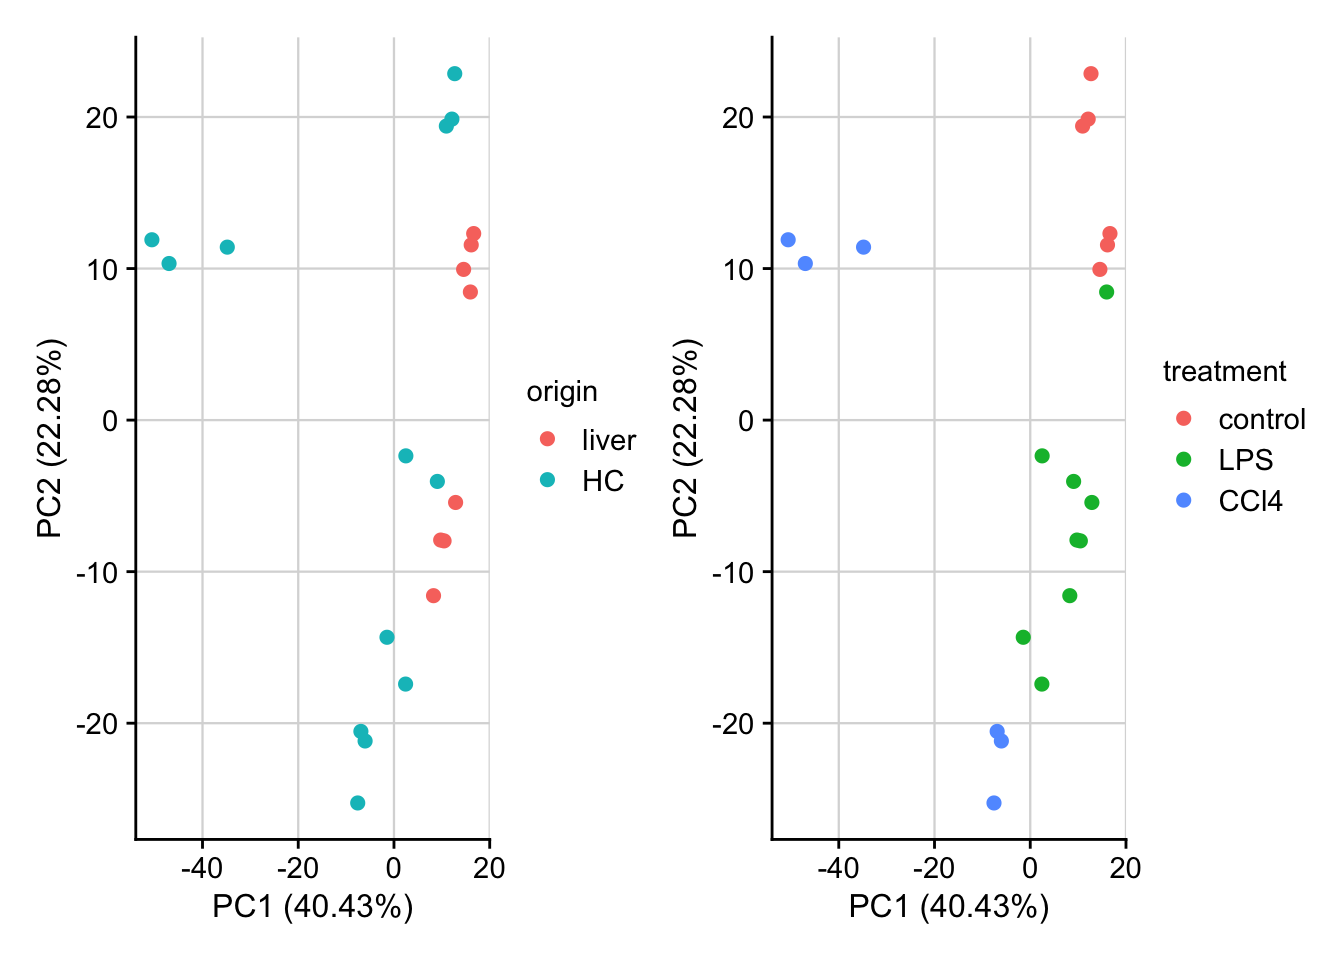 20
10
0
-10
-20
PC2 (22.28%)
-40 -20 0 20
PC1 (40.43%)
origin
liver
HC
20
10
0
-10
-20
PC2 (22.28%)
-40 -20 0 20
PC1 (40.43%)
treatment
control
LPS
CCl4